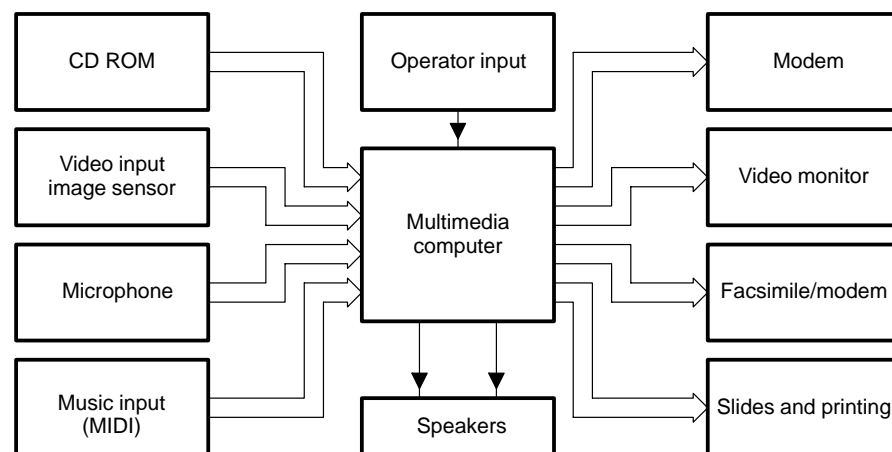 CD ROM
Operator input
Modem
Video input
image sensor
Video monitor
Multimedia
computer
Microphone
Facsimile/modem
Music input
(MIDI)
Speakers
Slides and printing